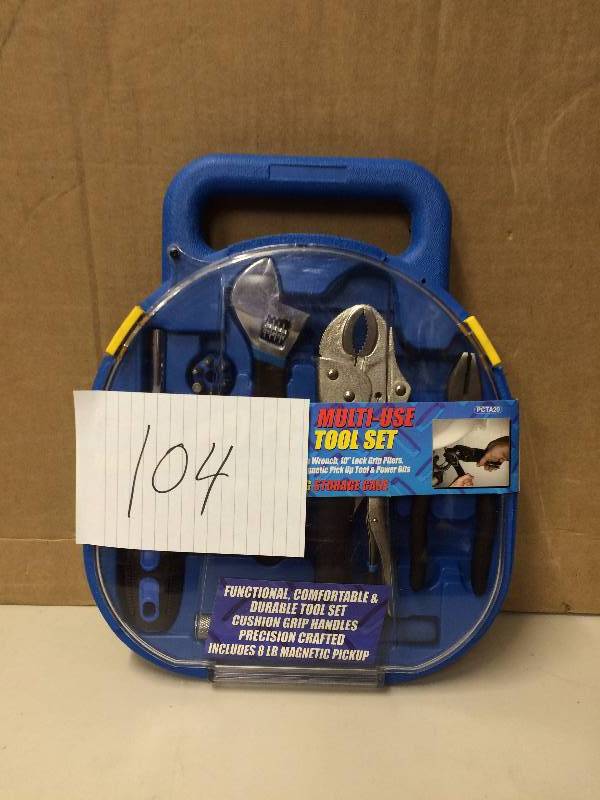 MULTI-USE
PCTA20
TOOL SET
104
Wrench, 10" Lock Grip Pliers,
Pick Up Tool & Power Bits
STORAGE CASE
FUNCTIONAL, COMFORTABLE &
DURABLE TOOL SET
CUSHION GRIP HANDLES
PRECISION CRAFTED
INCLUDES 8 LB MAGNETIC PICKUP